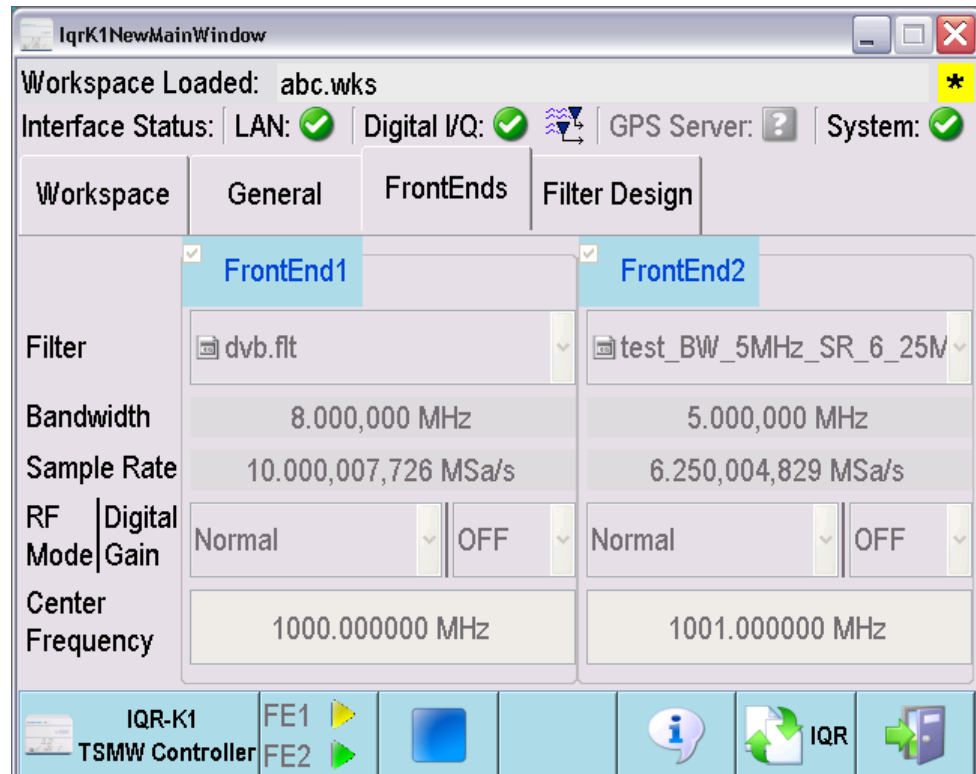 IqrK1NewMainWindow
Workspace Loaded: abc.wks *
Interface Status: LAN: Digital I/Q: GPS Server: ? System:
Workspace General FrontEnds Filter Design
FrontEnd1 FrontEnd2
Filter dvb.flt test_BW_5MHz_SR_6_25M
Bandwidth 8.000,000 MHz 5.000,000 MHz
Sample Rate 10.000,007,726 MSa/s 6.250,004,829 MSa/s
RF Digital
Mode Gain Normal OFF Normal OFF
Center
Frequency 1000.000000 MHz 1001.000000 MHz
IQR-K1 FE1
TSMW Controller FE2 i IQR